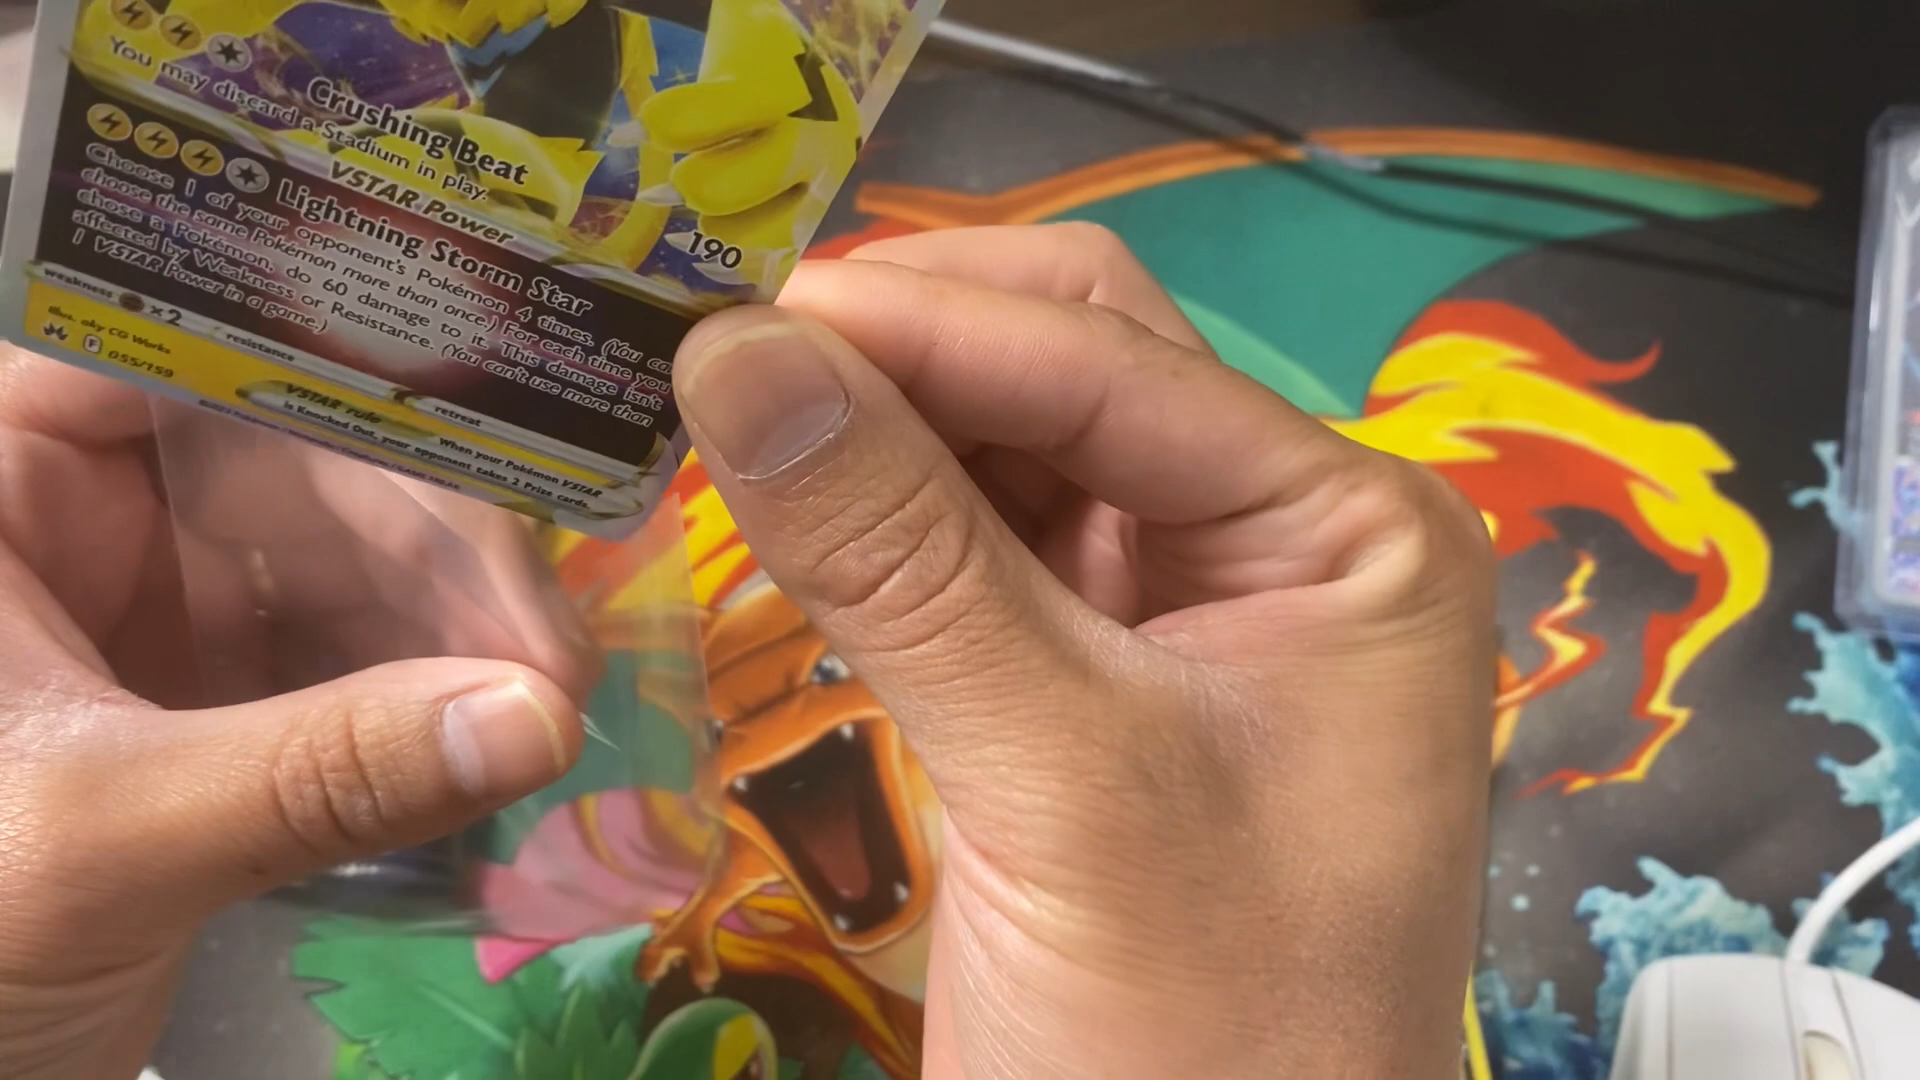 Crushing Beat
190
You may discard a Stadium in play.
VSTAR Power
Lightning Storm Star
Choose 1 of your opponent's Pokémon 4 times. (You ca
choose the same Pokémon more than once.) For each time you
chose a Pokémon, do 60 damage to it. This damage isn't
affected by Weakness or Resistance. (You can't use more than
1 VSTAR Power in a game.)
weakness ×2 resistance retreat
Illus. aky CG Works
F 055/159
VSTAR rule When your Pokémon VSTAR
is Knocked Out, your opponent takes 2 Prize cards.